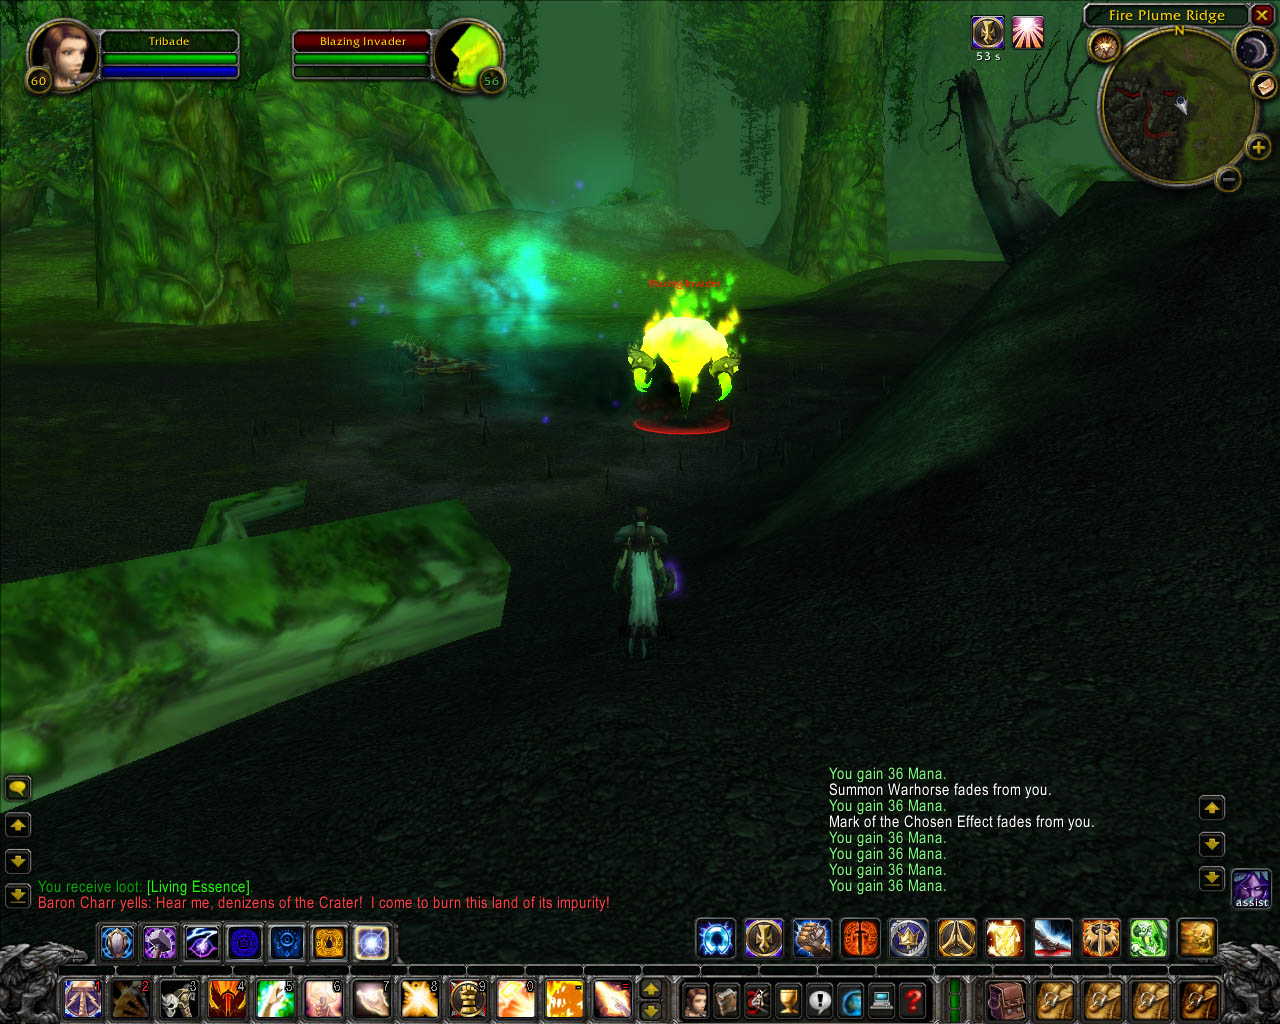 Fire Plume Ridge
N
Tribade
60
Blazing Invader
56
53 s
Blazing Invader
You gain 36 Mana.
Summon Warhorse fades from you.
You gain 36 Mana.
Mark of the Chosen Effect fades from you.
You gain 36 Mana.
You gain 36 Mana.
You gain 36 Mana.
You gain 36 Mana.
You receive loot: [Living Essence].
Baron Charr yells: Hear me, denizens of the Crater!  I come to burn this land of its impurity!
assist
1 2 3 4 5 6 7 8 9 0 - =